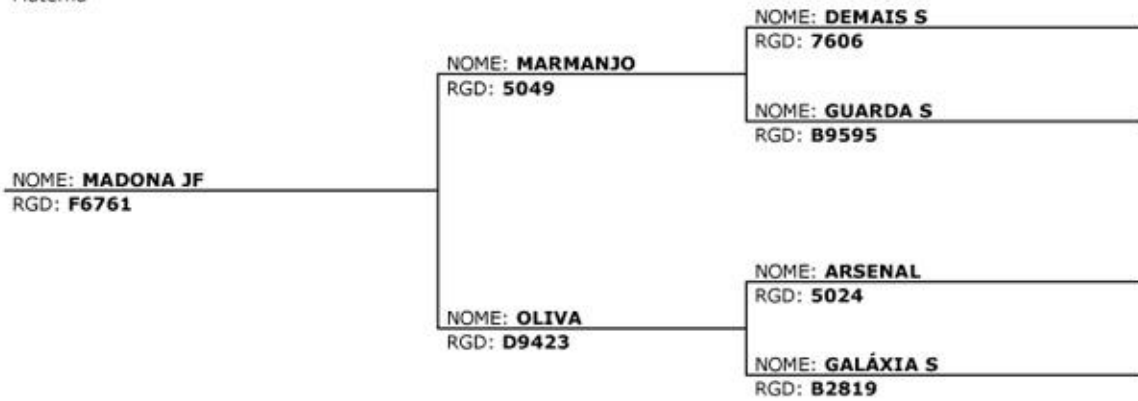 NOME: DEMAIS S
RGD: 7606
NOME: MARMANJO
RGD: 5049
NOME: GUARDA S
RGD: B9595
NOME: MADONA JF
RGD: F6761
NOME: ARSENAL
RGD: 5024
NOME: OLIVA
RGD: D9423
NOME: GALÁXIA S
RGD: B2819